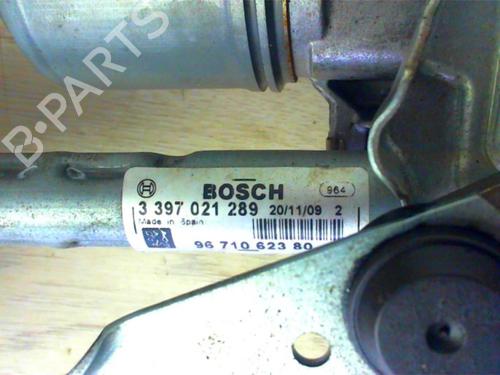 B-PARTS
BOSCH
964
3 397 021 289 20/11/09 2
Made in Spain
96 710 623 80